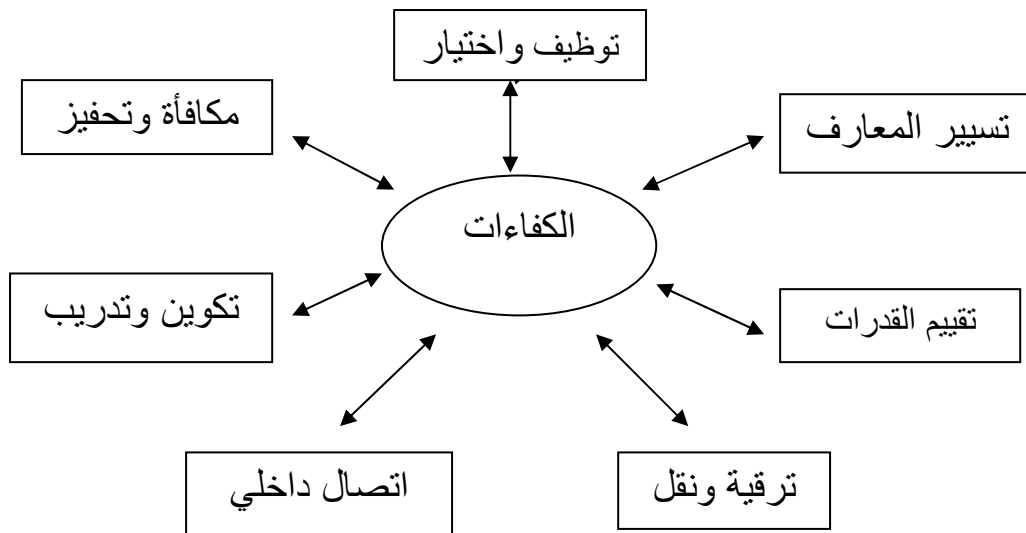 توظيف واختيار
تسيير المعارف
مكافأة وتحفيز
الكفاءات
تقييم القدرات
تكوين وتدريب
ترقية ونقل
اتصال داخلي